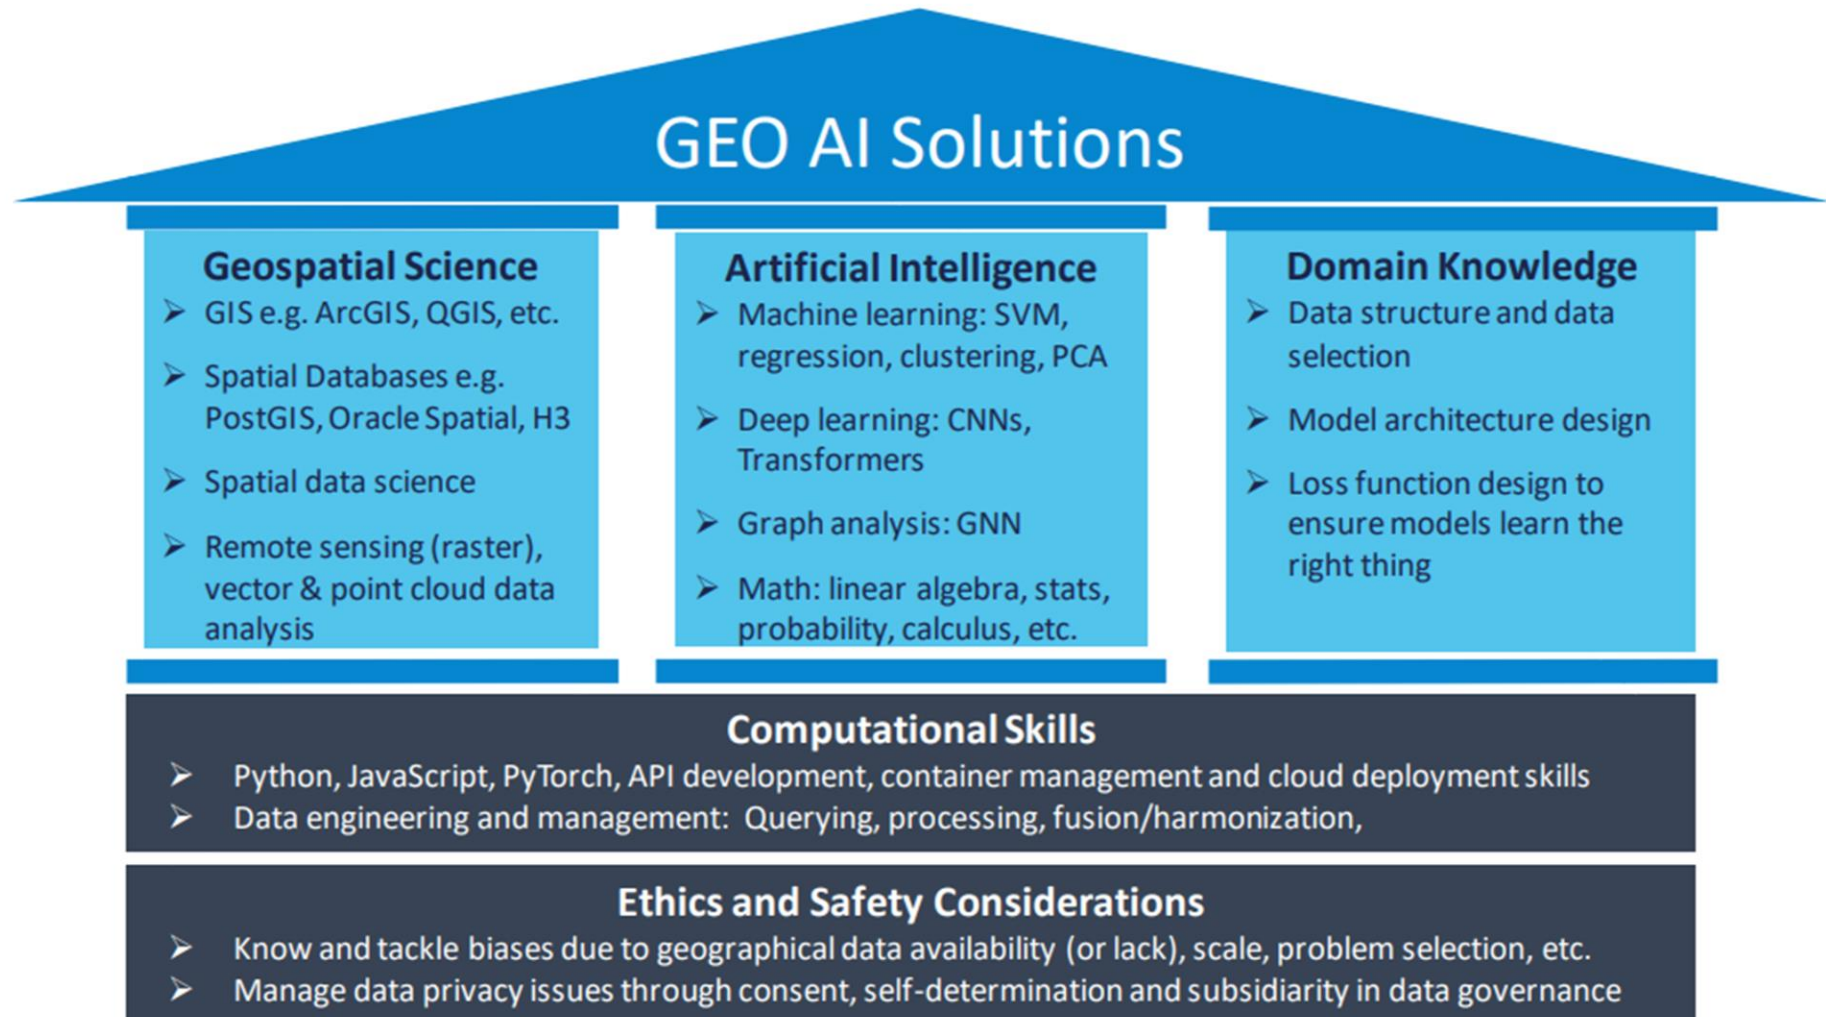 GEO AI Solutions
Geospatial Science
➢ GIS e.g. ArcGIS, QGIS, etc.
➢ Spatial Databases e.g.
PostGIS, Oracle Spatial, H3
➢ Spatial data science
➢ Remote sensing (raster),
vector & point cloud data
analysis
Artificial Intelligence
➢ Machine learning: SVM,
regression, clustering, PCA
➢ Deep learning: CNNs,
Transformers
➢ Graph analysis: GNN
➢ Math: linear algebra, stats,
probability, calculus, etc.
Domain Knowledge
➢ Data structure and data
selection
➢ Model architecture design
➢ Loss function design to
ensure models learn the
right thing
Computational Skills
➢ Python, JavaScript, PyTorch, API development, container management and cloud deployment skills
➢ Data engineering and management: Querying, processing, fusion/harmonization,
Ethics and Safety Considerations
➢ Know and tackle biases due to geographical data availability (or lack), scale, problem selection, etc.
➢ Manage data privacy issues through consent, self-determination and subsidiarity in data governance